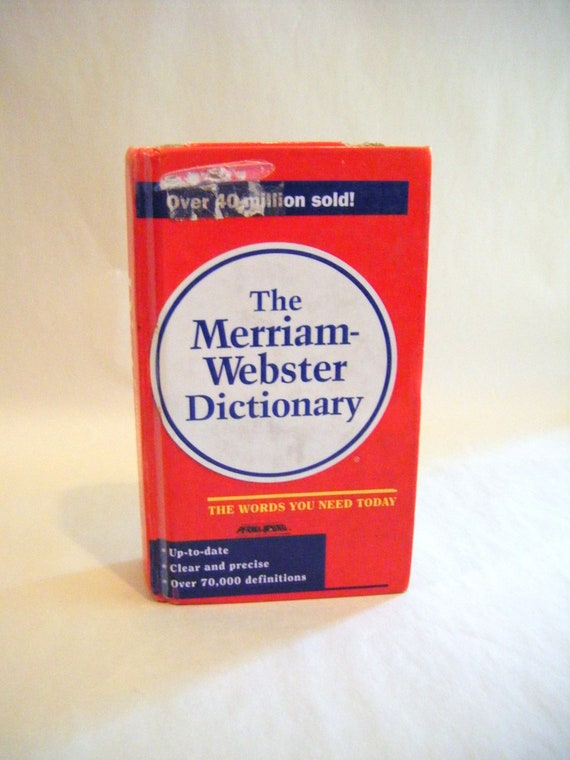 Over 40 million sold!
The
Merriam-
Webster
Dictionary
®
THE WORDS YOU NEED TODAY
• Up-to-date
• Clear and precise
• Over 70,000 definitions